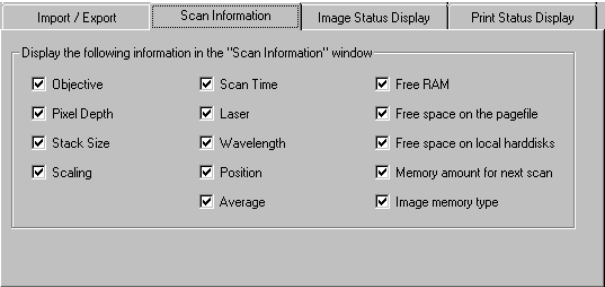 Import / Export
Scan Information
Image Status Display
Print Status Display
Display the following information in the "Scan Information" window
Objective
Scan Time
Free RAM
Pixel Depth
Laser
Free space on the pagefile
Stack Size
Wavelength
Free space on local harddisks
Scaling
Position
Memory amount for next scan
Average
Image memory type